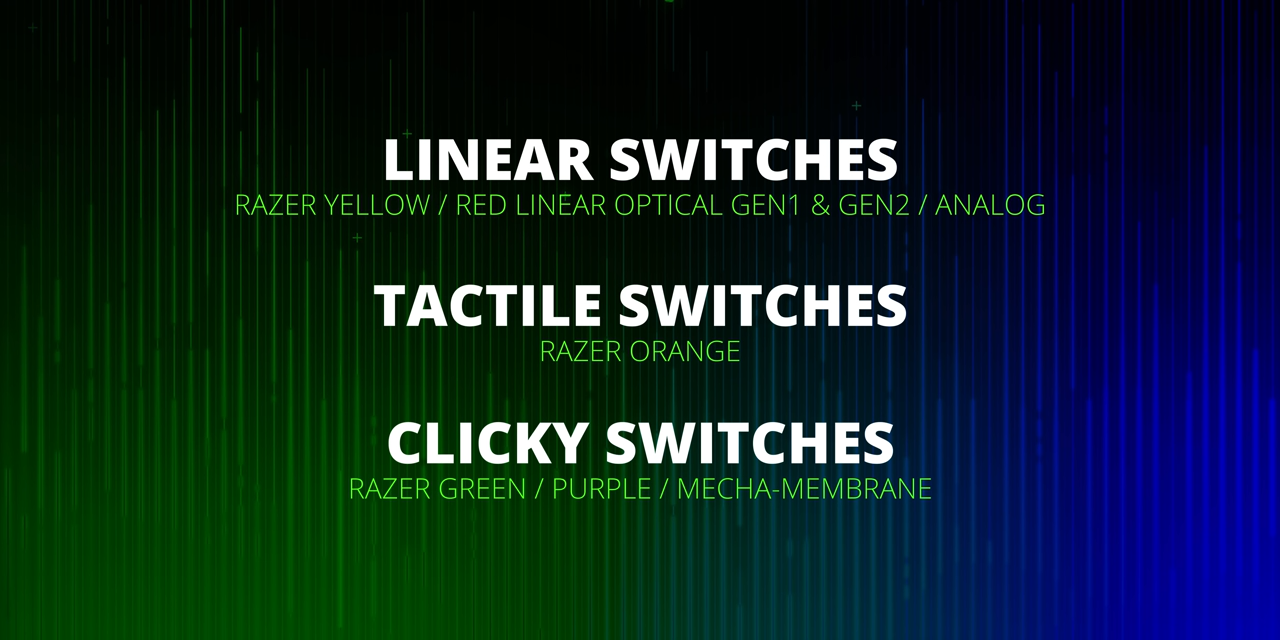 LINEAR SWITCHES
RAZER YELLOW / RED LINEAR OPTICAL GEN1 & GEN2 / ANALOG
TACTILE SWITCHES
RAZER ORANGE
CLICKY SWITCHES
RAZER GREEN / PURPLE / MECHA-MEMBRANE